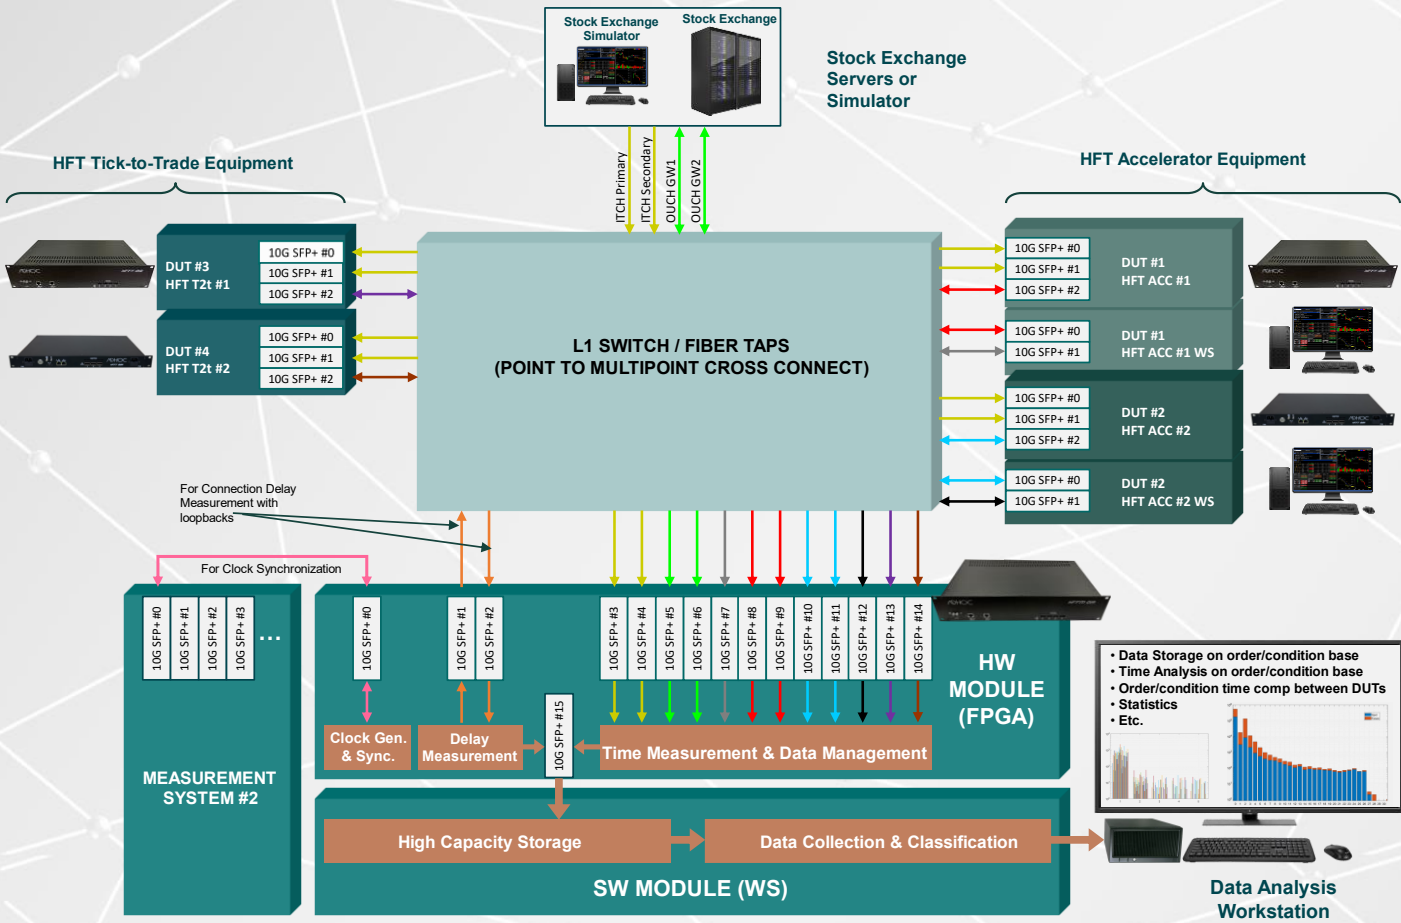 Stock Exchange
Simulator
Stock Exchange
Stock Exchange
Servers or
Simulator
HFT Tick-to-Trade Equipment
HFT Accelerator Equipment
ITCH Primary
ITCH Secondary
OUCH GW1
OUCH GW2
DUT #3
HFT T2t #1
10G SFP+ #0
10G SFP+ #1
10G SFP+ #2
DUT #4
HFT T2t #2
10G SFP+ #0
10G SFP+ #1
10G SFP+ #2
L1 SWITCH / FIBER TAPS
(POINT TO MULTIPOINT CROSS CONNECT)
10G SFP+ #0
10G SFP+ #1
10G SFP+ #2
DUT #1
HFT ACC #1
10G SFP+ #0
10G SFP+ #1
DUT #1
HFT ACC #1 WS
10G SFP+ #0
10G SFP+ #1
10G SFP+ #2
DUT #2
HFT ACC #2
10G SFP+ #0
10G SFP+ #1
DUT #2
HFT ACC #2 WS
For Connection Delay
Measurement with
loopbacks
For Clock Synchronization
10G SFP+ #0
10G SFP+ #1
10G SFP+ #2
10G SFP+ #3
...
MEASUREMENT
SYSTEM #2
10G SFP+ #0
10G SFP+ #1
10G SFP+ #2
10G SFP+ #3
10G SFP+ #4
10G SFP+ #5
10G SFP+ #6
10G SFP+ #7
10G SFP+ #8
10G SFP+ #9
10G SFP+ #10
10G SFP+ #11
10G SFP+ #12
10G SFP+ #13
10G SFP+ #14
HW
MODULE
(FPGA)
Clock Gen.
& Sync.
Delay
Measurement
10G SFP+ #15
Time Measurement & Data Management
High Capacity Storage
Data Collection & Classification
SW MODULE (WS)
• Data Storage on order/condition base
• Time Analysis on order/condition base
• Order/condition time comp between DUTs
• Statistics
• Etc.
Data Analysis
Workstation